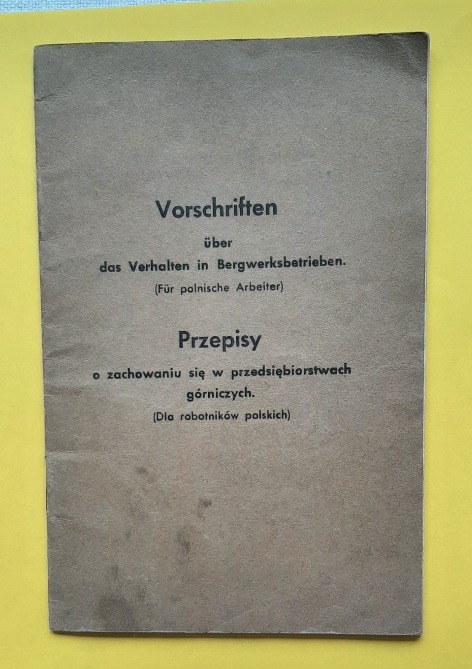 Vorschriften
über
das Verhalten in Bergwerksbetrieben.
(Für polnische Arbeiter)
Przepisy
o zachowaniu się w przedsiębiorstwach
górniczych.
(Dla robotników polskich)